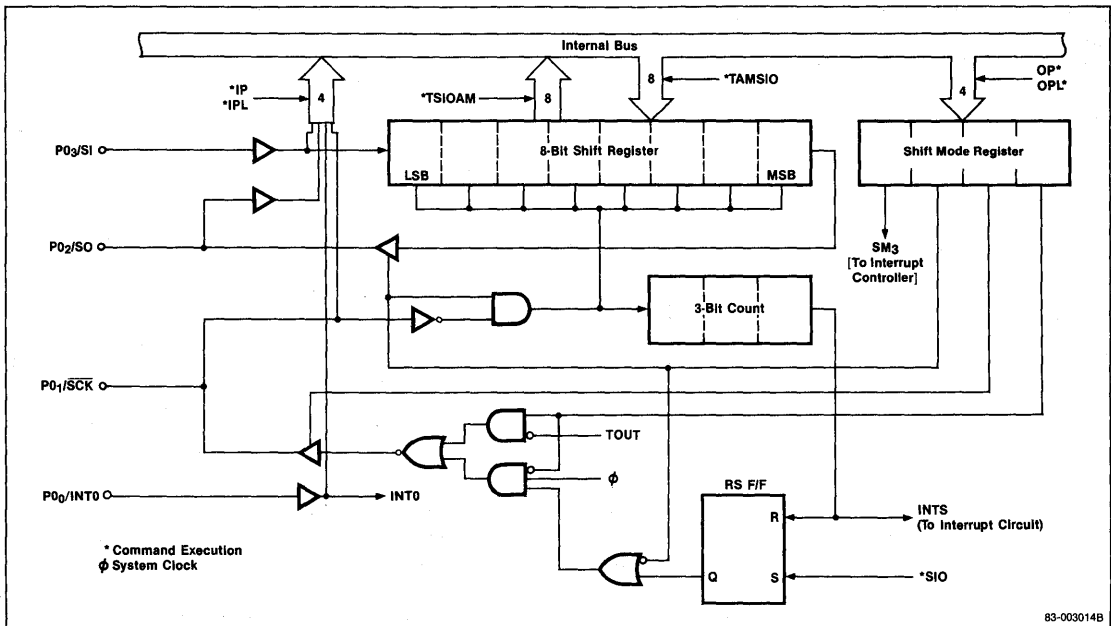 Internal Bus
*IP
*IPL
4
*TSIOAM
8
8
*TAMSIO
4
OP*
OPL*
P0₃/SI
8-Bit Shift Register
LSB
MSB
Shift Mode Register
P0₂/SO
SM₃
[To Interrupt
Controller]
3-Bit Count
P0₁/S̅C̅K̅
TOUT
ϕ
P0₀/INT0
INT0
RS F/F
R
INTS
(To Interrupt Circuit)
Q
S
*SIO
* Command Execution
ϕ System Clock
83-003014B